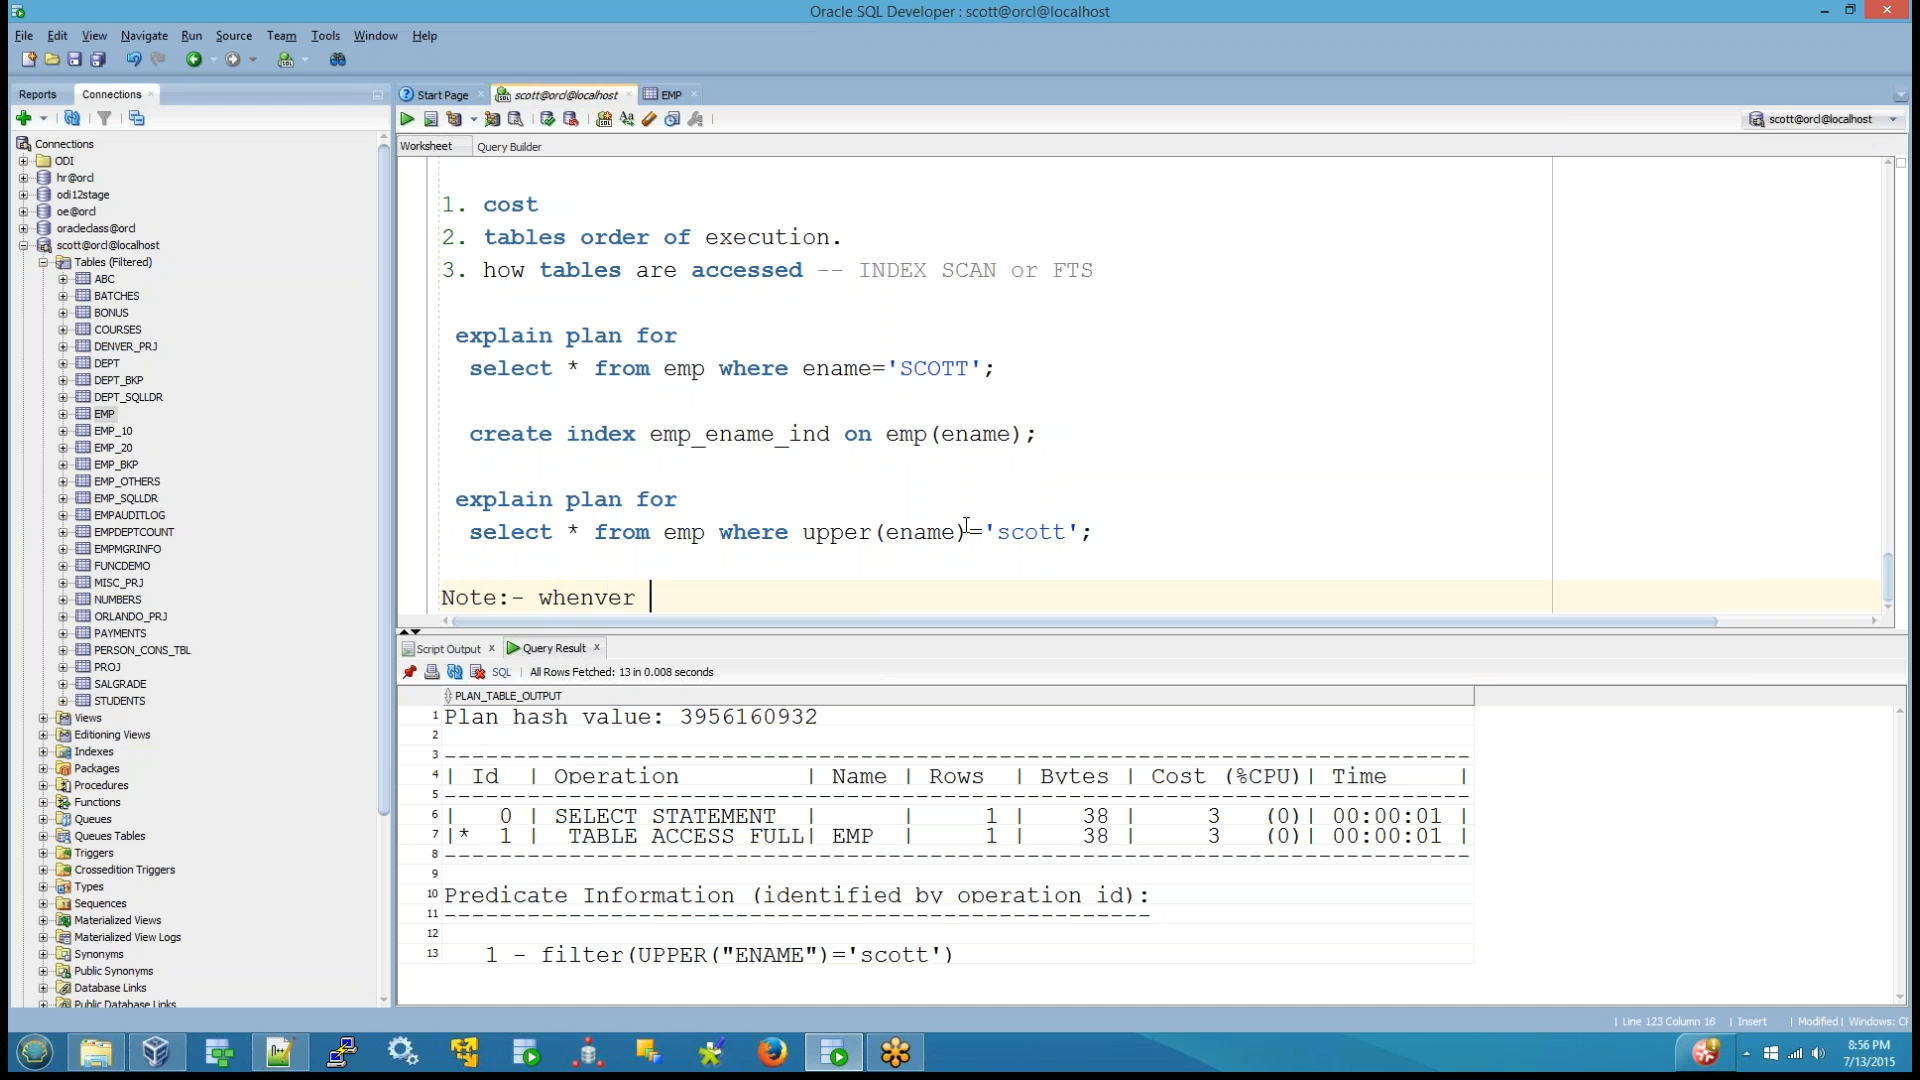 Oracle SQL Developer : scott@orcl@localhost
File Edit View Navigate Run Source Team Tools Window Help
Reports Connections
Start Page scott@orcl@localhost EMP
scott@orcl@localhost
Worksheet Query Builder
Connections
ODI
hr@orcl
odi12stage
oe@orcl
oracleclass@orcl
scott@orcl@localhost
Tables (Filtered)
ABC
BATCHES
BONUS
COURSES
DENVER_PRJ
DEPT
DEPT_BKP
DEPT_SQLLDR
EMP
EMP_10
EMP_20
EMP_BKP
EMP_OTHERS
EMP_SQLLDR
EMPAUDITLOG
EMPDEPTCOUNT
EMPMGRINFO
FUNCDEMO
MISC_PRJ
NUMBERS
ORLANDO_PRJ
PAYMENTS
PERSON_CONS_TBL
PROJ
SALGRADE
STUDENTS
Views
Editioning Views
Indexes
Packages
Procedures
Functions
Queues
Queues Tables
Triggers
Crossedition Triggers
Types
Sequences
Materialized Views
Materialized View Logs
Synonyms
Public Synonyms
Database Links
Public Database Links
1. cost
2. tables order of execution.
3. how tables are accessed -- INDEX SCAN or FTS
explain plan for
select * from emp where ename='SCOTT';
create index emp_ename_ind on emp(ename);
explain plan for
select * from emp where upper(ename)='scott';
Note:- whenver
Script Output Query Result
SQL | All Rows Fetched: 13 in 0.008 seconds
PLAN_TABLE_OUTPUT
1 Plan hash value: 3956160932
2
3 --------------------------------------------------------------------------
4 | Id  | Operation         | Name | Rows  | Bytes | Cost (%CPU)| Time     |
5 --------------------------------------------------------------------------
6 |   0 | SELECT STATEMENT  |      |     1 |    38 |     3   (0)| 00:00:01 |
7 |*  1 |  TABLE ACCESS FULL| EMP  |     1 |    38 |     3   (0)| 00:00:01 |
8 --------------------------------------------------------------------------
9
10 Predicate Information (identified by operation id):
11 ---------------------------------------------------
12
13    1 - filter(UPPER("ENAME")='scott')
Line 123 Column 16 | Insert | Modified | Windows: C
8:56 PM
7/13/2015